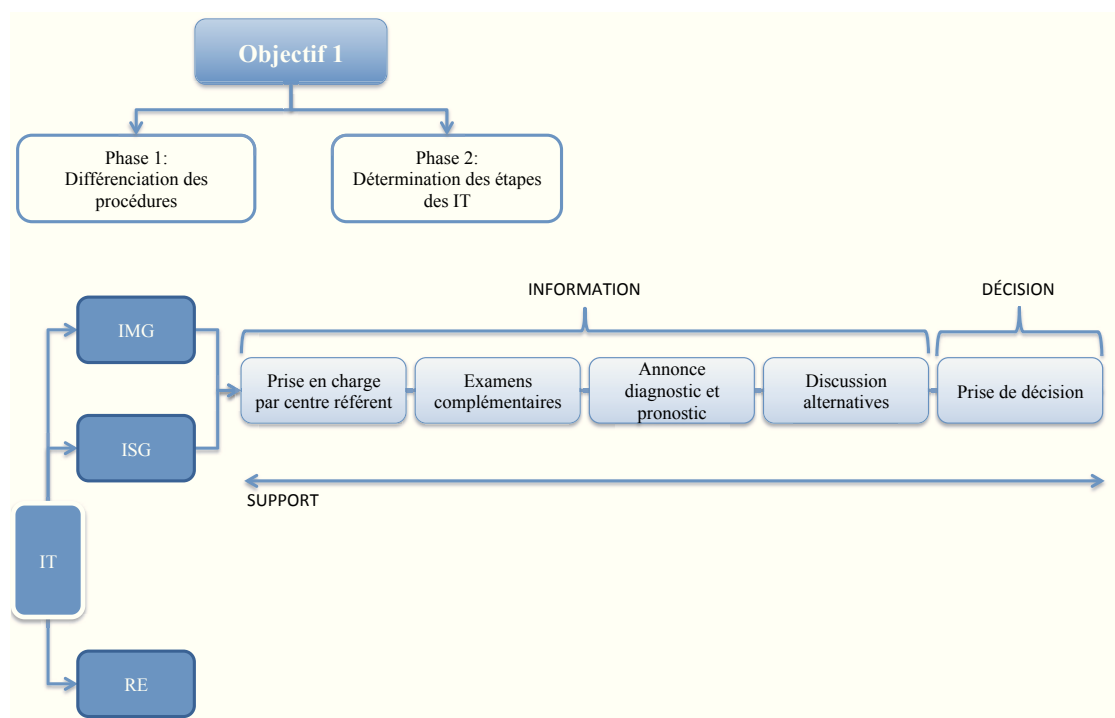 Objectif 1
Phase 1:
Différenciation des
procédures
Phase 2:
Détermination des étapes
des IT
INFORMATION
DÉCISION
IMG
ISG
IT
RE
Prise en charge
par centre référent
Examens
complémentaires
Annonce
diagnostic et
pronostic
Discussion
alternatives
Prise de décision
SUPPORT